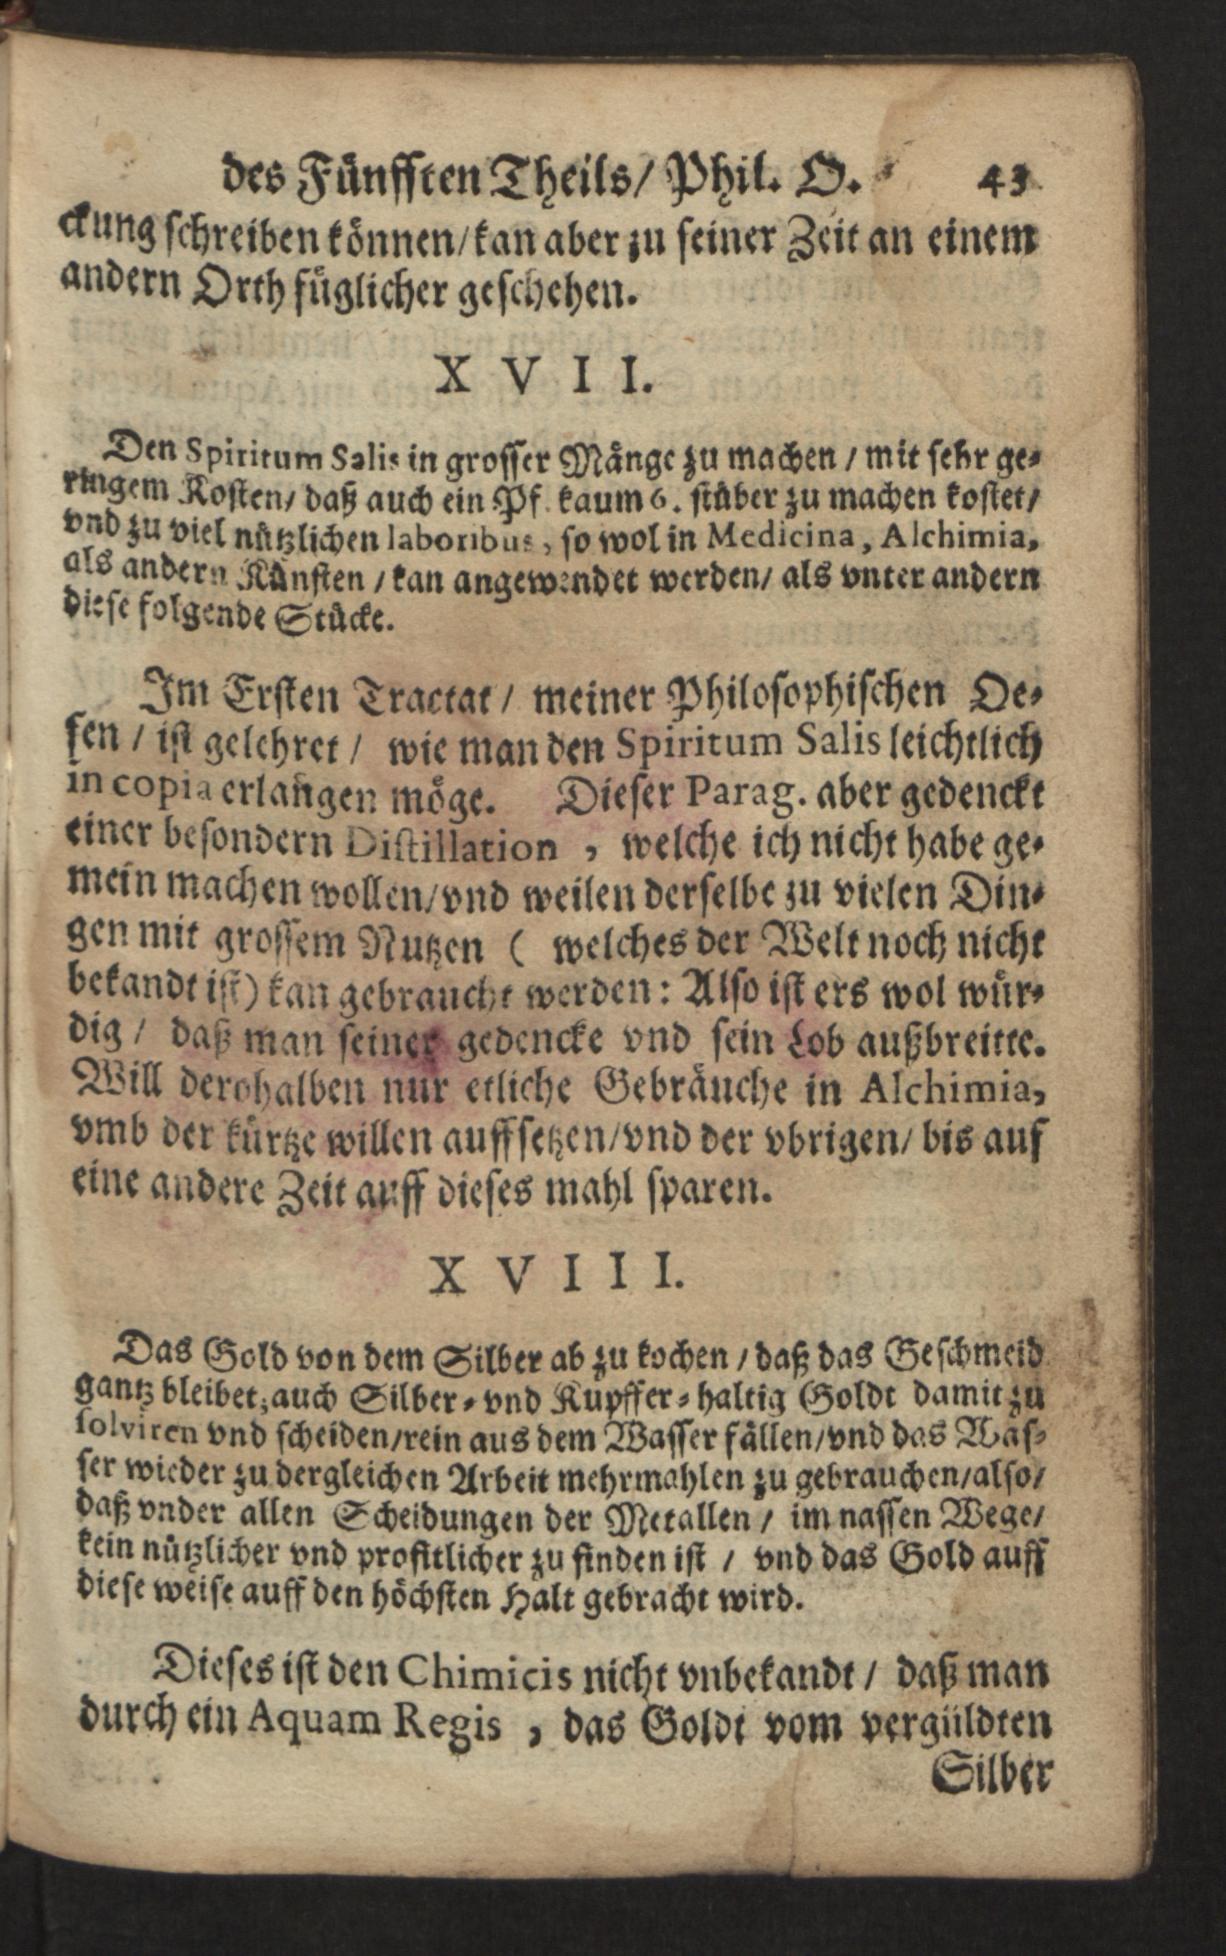 des Fünfften Theils/ Phil. O. 43
ckung schreiben können/kan aber zu seiner Zeit an einem
andern Orth füglicher geschehen.
XVII.
Den Spiritum Salis in grosser Mänge zu machen / mit sehr ge-
ringem Kosten/ daß auch ein Pf. kaum 6. stüber zu machen kostet/
vnd zu viel nützlichen laboribus, so wol in Medicina, Alchimia,
als andern Künsten / kan angewendet werden/ als vnter andern
diese folgende Stücke.
Im Ersten Tractat / meiner Philosophischen Oe-
fen / ist gelehret / wie man den Spiritum Salis leichtlich
in copia erlangen möge. Dieser Parag. aber gedenckt
einer besondern Distillation , welche ich nicht habe ge-
mein machen wollen/vnd weilen derselbe zu vielen Din-
gen mit grossem Nutzen ( welches der Welt noch nicht
bekandt ist) kan gebraucht werden: Also ist ers wol wür-
dig / daß man seiner gedencke vnd sein Lob außbreitte.
Will derohalben nur etliche Gebräuche in Alchimia,
vmb der kürtze willen auffsetzen/vnd der vbrigen/ bis auf
eine andere Zeit auff dieses mahl sparen.
XVIII.
Das Gold von dem Silber ab zu kochen / daß das Geschmeid
gantz bleibet; auch Silber- vnd Kupffer-haltig Goldt damit zu
solviren vnd scheiden/rein aus dem Wasser fällen/vnd das Was-
ser wieder zu dergleichen Arbeit mehrmahlen zu gebrauchen/also/
daß vnder allen Scheidungen der Metallen / im nassen Wege/
kein nützlicher vnd profitlicher zu finden ist / vnd das Gold auff
diese weise auff den höchsten Halt gebracht wird.
Dieses ist den Chimicis nicht vnbekandt / daß man
durch ein Aquam Regis , das Goldt vom vergüldten
Silber